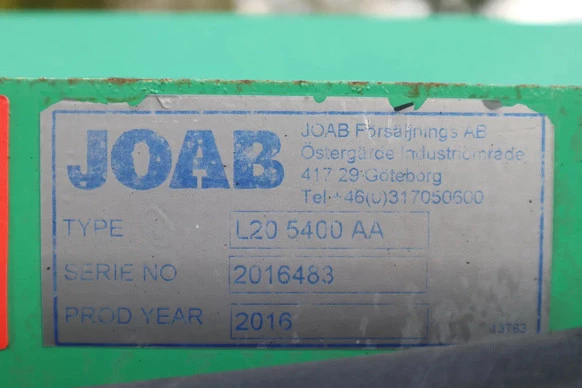 JOAB
JOAB Försäljnings AB
Östergärde Industriområde
417 29 Göteborg
Tel +46(0)317050600
TYPE L20 5400 AA
SERIE NO 2016483
PROD YEAR 2016
43763